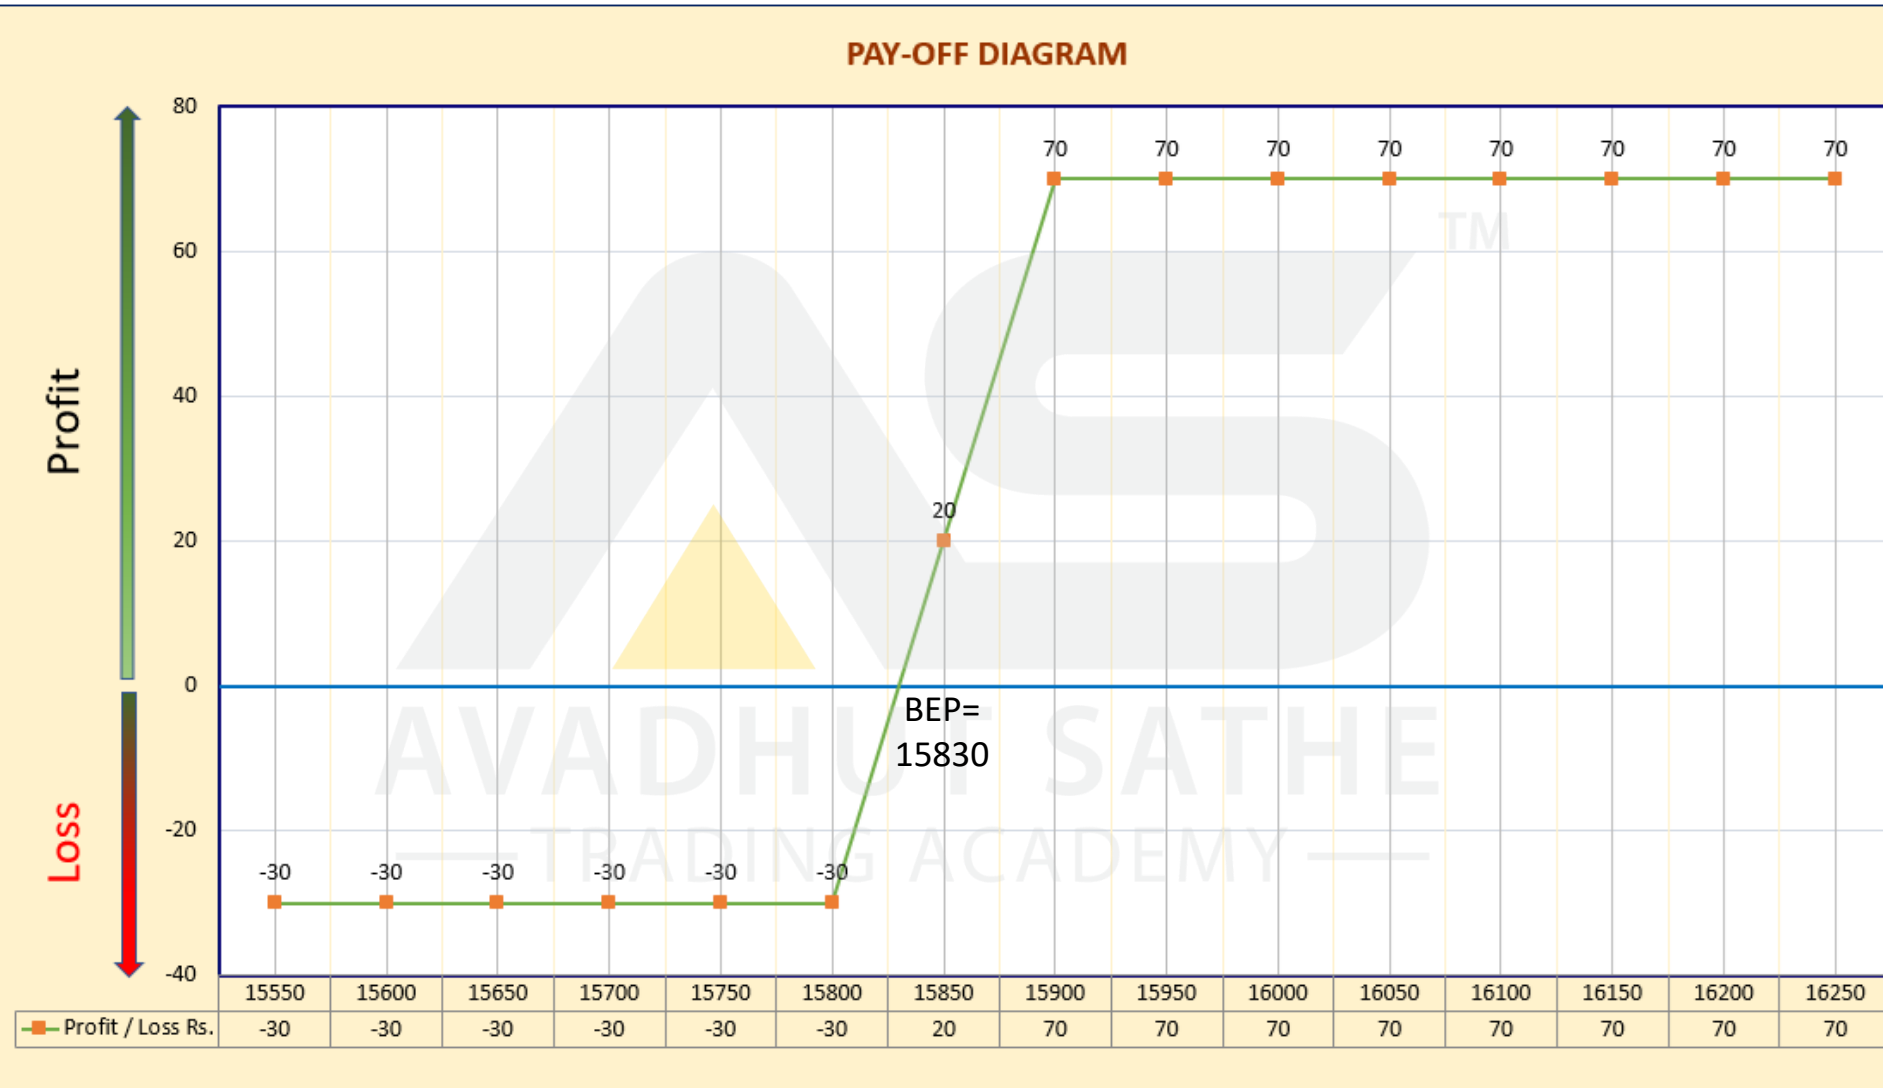 PAY-OFF DIAGRAM
Profit
Loss
80
60
40
20
0
-20
-40
TM
70 70 70 70 70 70 70 70
20
BEP=
15830
AVADHUT SATHE
TRADING ACADEMY
-30 -30 -30 -30 -30 -30
15550 15600 15650 15700 15750 15800 15850 15900 15950 16000 16050 16100 16150 16200 16250
Profit / Loss Rs. -30 -30 -30 -30 -30 -30 20 70 70 70 70 70 70 70 70